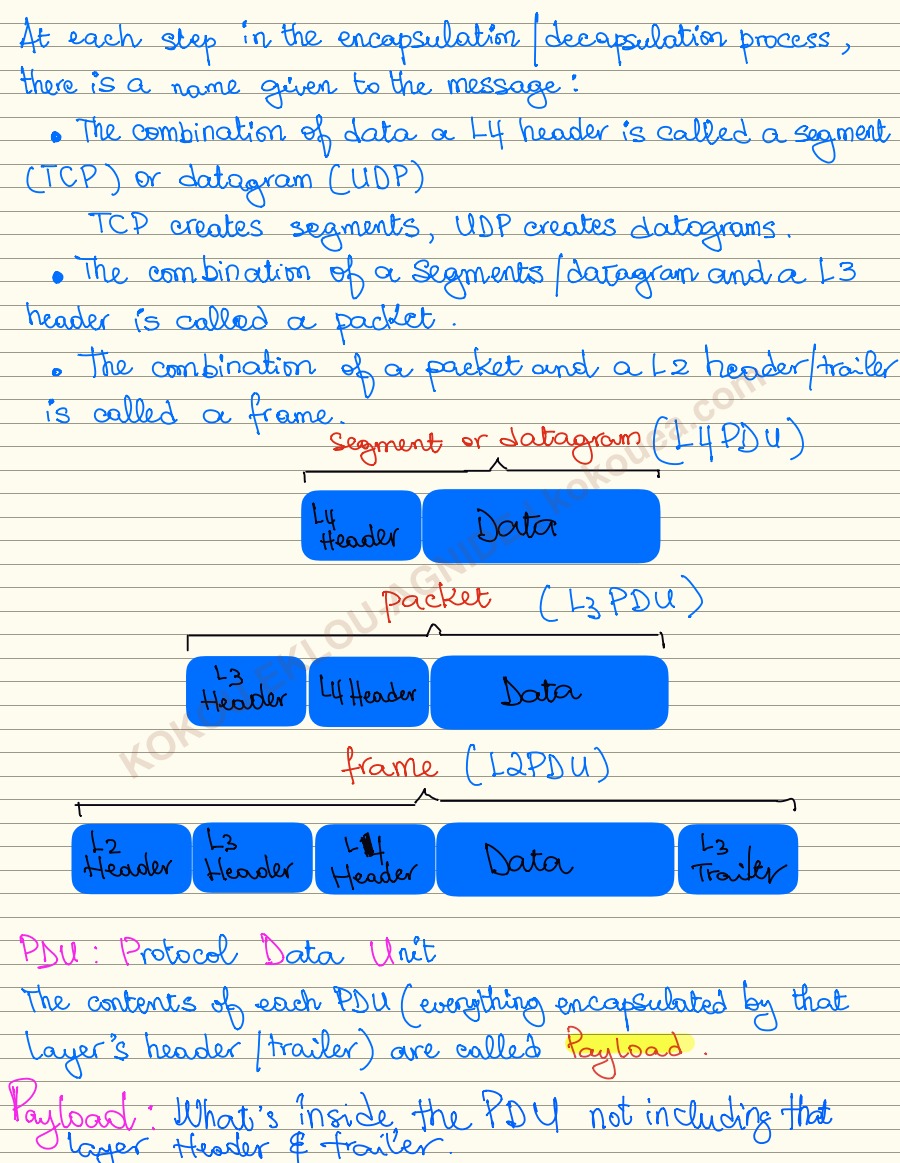 At each step in the encapsulation / decapsulation process,
there is a name given to the message :
• The combination of data a L4 header is called a segment
(TCP) or datagram (UDP)
TCP creates segments, UDP creates datograms.
• The combination of a segments/datagram and a L3
header is called a packet.
• The combination of a packet and a L2 header/trailer
is called a frame.
segment or datagram (L4PDU)
L4 Header Data
packet (L3PDU)
L3 Header L4 Header Data
frame (L2PDU)
L2 Header L3 Header L4 Header Data L3 Trailer
PDU : Protocol Data Unit
The contents of each PDU (everything encapsulated by that
layer's header /trailer) are called Payload.
Payload : What's inside, the PDU not including that
layer Header & trailer.
kokouea.com